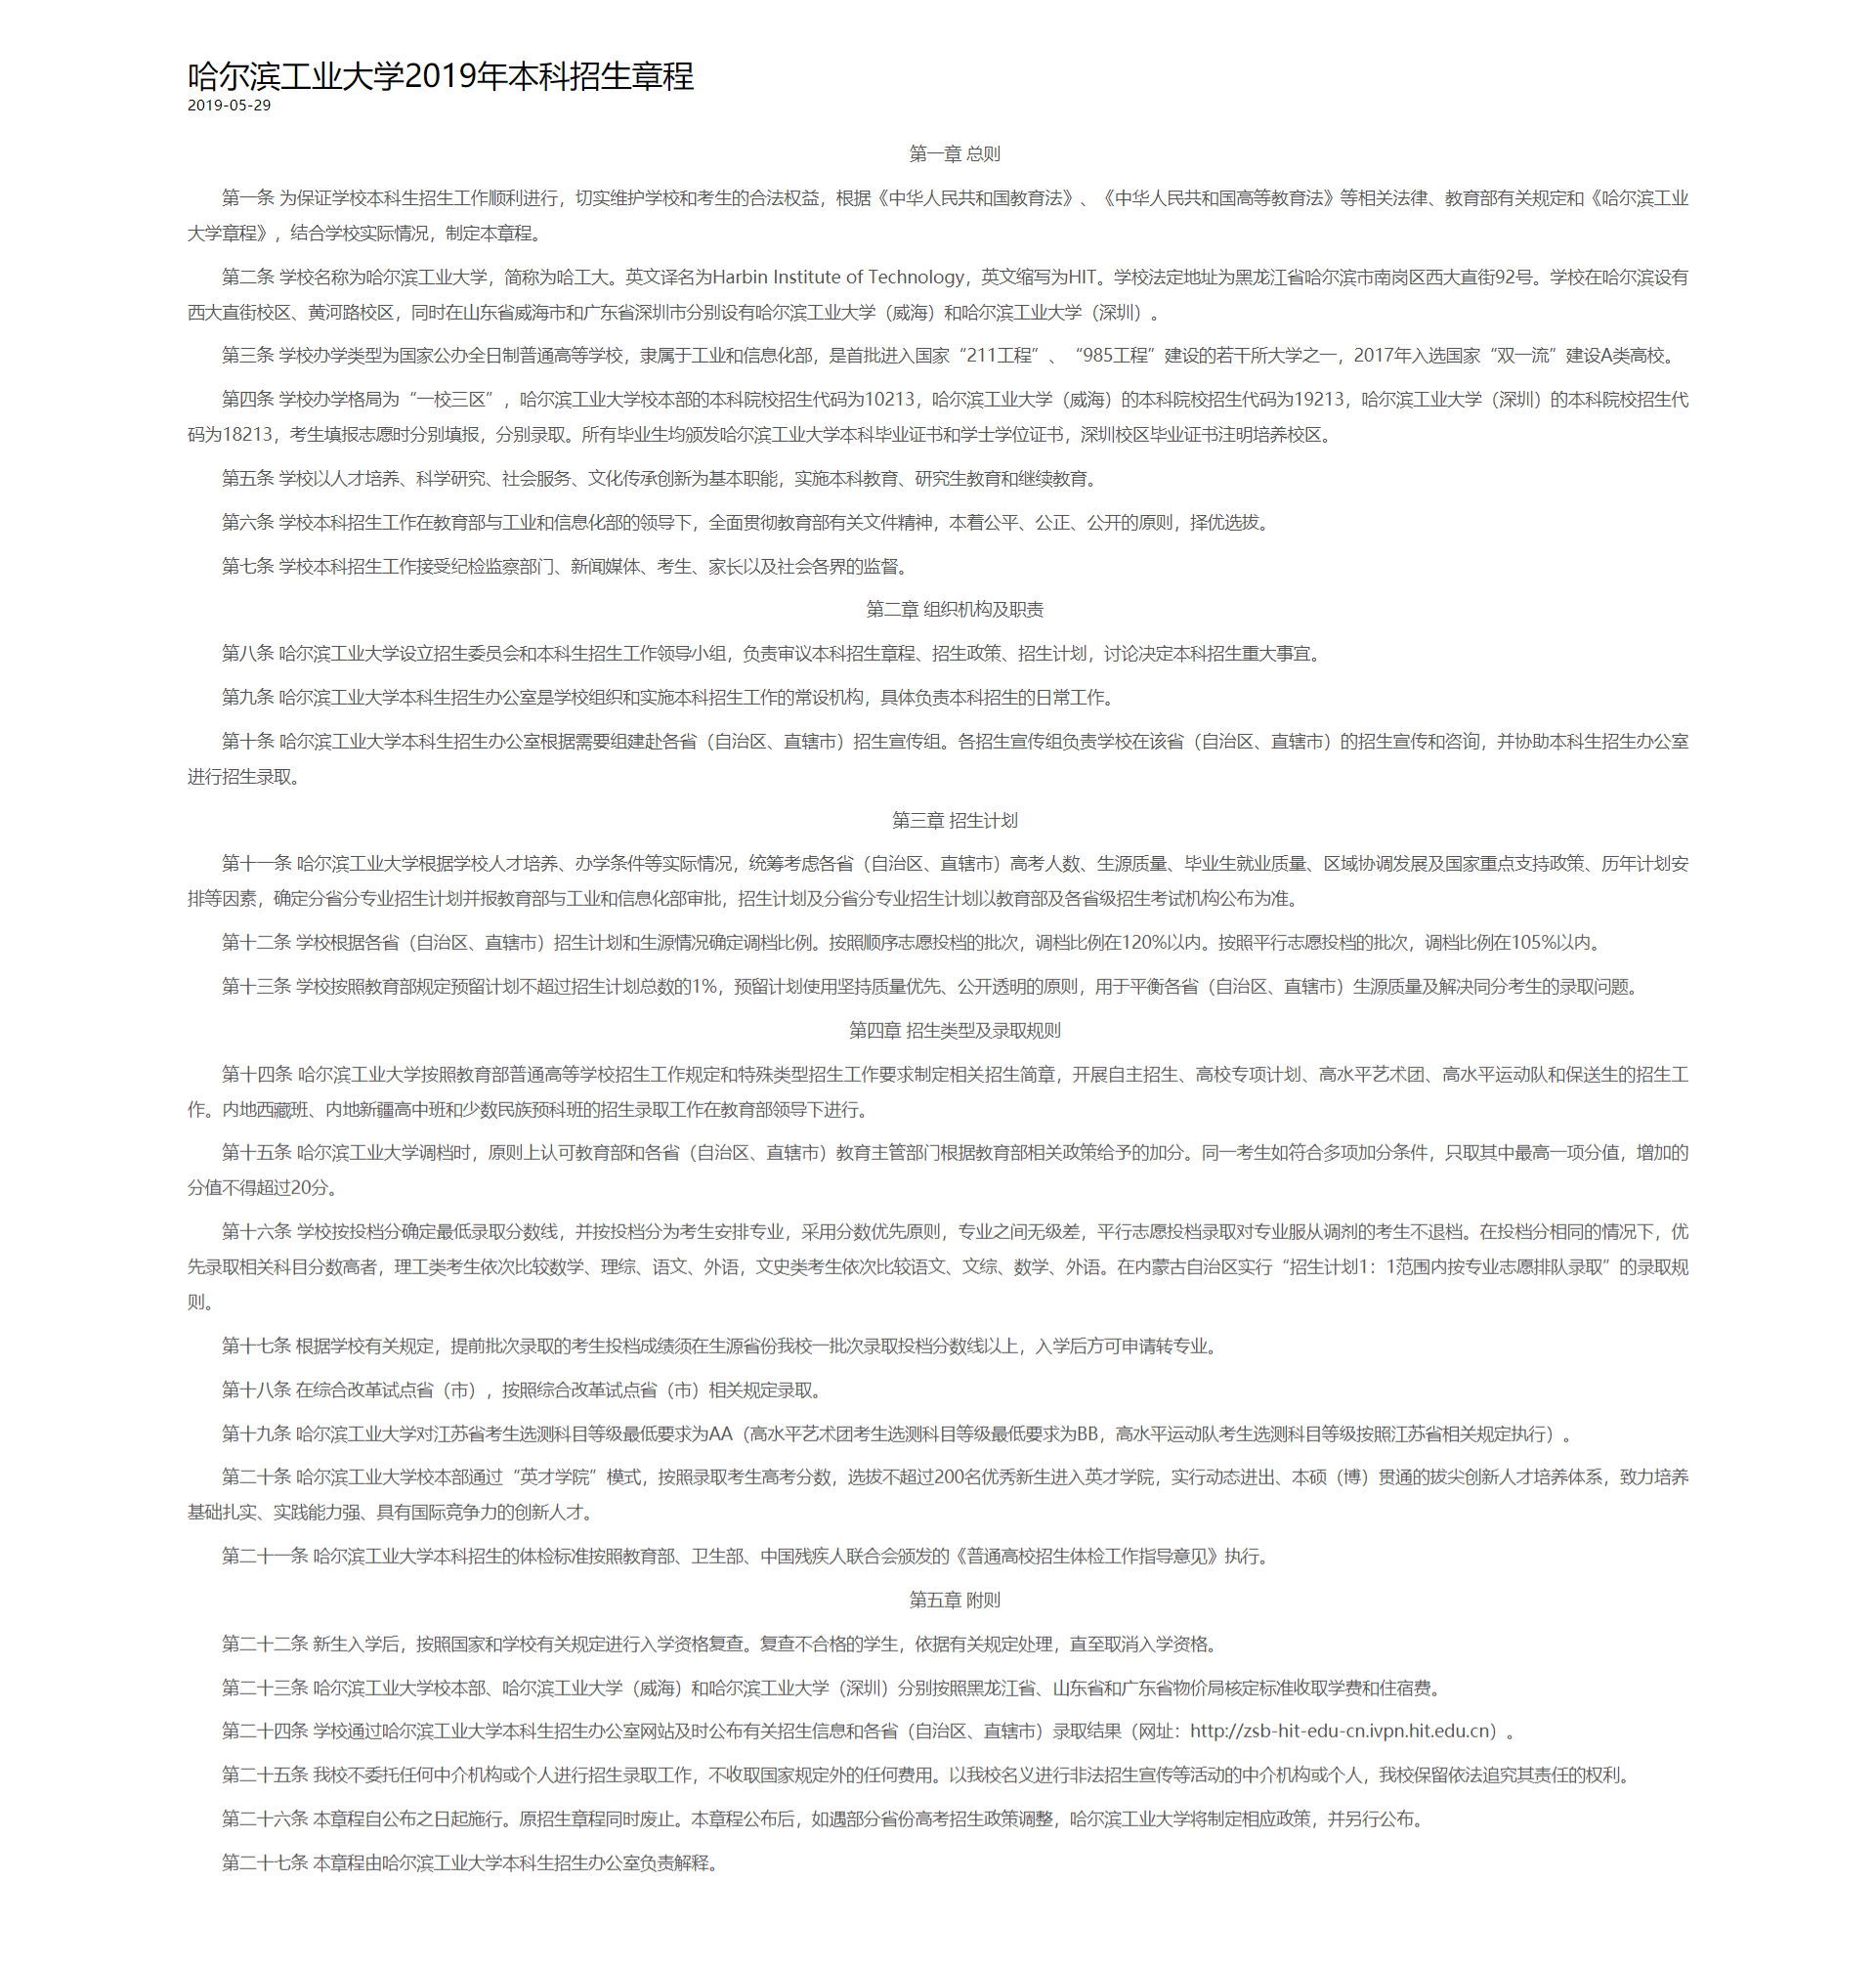 哈尔滨工业大学2019年本科招生章程
2019-05-29
第一章 总则
第一条 为保证学校本科生招生工作顺利进行，切实维护学校和考生的合法权益，根据《中华人民共和国教育法》、《中华人民共和国高等教育法》等相关法律、教育部有关规定和《哈尔滨工业
大学章程》，结合学校实际情况，制定本章程。
第二条 学校名称为哈尔滨工业大学，简称为哈工大。英文译名为Harbin Institute of Technology，英文缩写为HIT。学校法定地址为黑龙江省哈尔滨市南岗区西大直街92号。学校在哈尔滨设有
西大直街校区、黄河路校区，同时在山东省威海市和广东省深圳市分别设有哈尔滨工业大学（威海）和哈尔滨工业大学（深圳）。
第三条 学校办学类型为国家公办全日制普通高等学校，隶属于工业和信息化部，是首批进入国家“211工程”、“985工程”建设的若干所大学之一，2017年入选国家“双一流”建设A类高校。
第四条 学校办学格局为“一校三区”，哈尔滨工业大学校本部的本科院校招生代码为10213，哈尔滨工业大学（威海）的本科院校招生代码为19213，哈尔滨工业大学（深圳）的本科院校招生代
码为18213，考生填报志愿时分别填报，分别录取。所有毕业生均颁发哈尔滨工业大学本科毕业证书和学士学位证书，深圳校区毕业证书注明培养校区。
第五条 学校以人才培养、科学研究、社会服务、文化传承创新为基本职能，实施本科教育、研究生教育和继续教育。
第六条 学校本科招生工作在教育部与工业和信息化部的领导下，全面贯彻教育部有关文件精神，本着公平、公正、公开的原则，择优选拔。
第七条 学校本科招生工作接受纪检监察部门、新闻媒体、考生、家长以及社会各界的监督。
第二章 组织机构及职责
第八条 哈尔滨工业大学设立招生委员会和本科生招生工作领导小组，负责审议本科招生章程、招生政策、招生计划，讨论决定本科招生重大事宜。
第九条 哈尔滨工业大学本科生招生办公室是学校组织和实施本科招生工作的常设机构，具体负责本科招生的日常工作。
第十条 哈尔滨工业大学本科生招生办公室根据需要组建赴各省（自治区、直辖市）招生宣传组。各招生宣传组负责学校在该省（自治区、直辖市）的招生宣传和咨询，并协助本科生招生办公室
进行招生录取。
第三章 招生计划
第十一条 哈尔滨工业大学根据学校人才培养、办学条件等实际情况，统筹考虑各省（自治区、直辖市）高考人数、生源质量、毕业生就业质量、区域协调发展及国家重点支持政策、历年计划安
排等因素，确定分省分专业招生计划并报教育部与工业和信息化部审批，招生计划及分省分专业招生计划以教育部及各省级招生考试机构公布为准。
第十二条 学校根据各省（自治区、直辖市）招生计划和生源情况确定调档比例。按照顺序志愿投档的批次，调档比例在120%以内。按照平行志愿投档的批次，调档比例在105%以内。
第十三条 学校按照教育部规定预留计划不超过招生计划总数的1%，预留计划使用坚持质量优先、公开透明的原则，用于平衡各省（自治区、直辖市）生源质量及解决同分考生的录取问题。
第四章 招生类型及录取规则
第十四条 哈尔滨工业大学按照教育部普通高等学校招生工作规定和特殊类型招生工作要求制定相关招生简章，开展自主招生、高校专项计划、高水平艺术团、高水平运动队和保送生的招生工
作。内地西藏班、内地新疆高中班和少数民族预科班的招生录取工作在教育部领导下进行。
第十五条 哈尔滨工业大学调档时，原则上认可教育部和各省（自治区、直辖市）教育主管部门根据教育部相关政策给予的加分。同一考生如符合多项加分条件，只取其中最高一项分值，增加的
分值不得超过20分。
第十六条 学校按投档分确定最低录取分数线，并按投档分为考生安排专业，采用分数优先原则，专业之间无级差，平行志愿投档录取对专业服从调剂的考生不退档。在投档分相同的情况下，优
先录取相关科目分数高者，理工类考生依次比较数学、理综、语文、外语，文史类考生依次比较语文、文综、数学、外语。在内蒙古自治区实行“招生计划1：1范围内按专业志愿排队录取”的录取规
则。
第十七条 根据学校有关规定，提前批次录取的考生投档成绩须在生源省份我校一批次录取投档分数线以上，入学后方可申请转专业。
第十八条 在综合改革试点省（市），按照综合改革试点省（市）相关规定录取。
第十九条 哈尔滨工业大学对江苏省考生选测科目等级最低要求为AA（高水平艺术团考生选测科目等级最低要求为BB，高水平运动队考生选测科目等级按照江苏省相关规定执行）。
第二十条 哈尔滨工业大学校本部通过“英才学院”模式，按照录取考生高考分数，选拔不超过200名优秀新生进入英才学院，实行动态进出、本硕（博）贯通的拔尖创新人才培养体系，致力培养
基础扎实、实践能力强、具有国际竞争力的创新人才。
第二十一条 哈尔滨工业大学本科招生的体检标准按照教育部、卫生部、中国残疾人联合会颁发的《普通高校招生体检工作指导意见》执行。
第五章 附则
第二十二条 新生入学后，按照国家和学校有关规定进行入学资格复查。复查不合格的学生，依据有关规定处理，直至取消入学资格。
第二十三条 哈尔滨工业大学校本部、哈尔滨工业大学（威海）和哈尔滨工业大学（深圳）分别按照黑龙江省、山东省和广东省物价局核定标准收取学费和住宿费。
第二十四条 学校通过哈尔滨工业大学本科生招生办公室网站及时公布有关招生信息和各省（自治区、直辖市）录取结果（网址：http://zsb-hit-edu-cn.ivpn.hit.edu.cn）。
第二十五条 我校不委托任何中介机构或个人进行招生录取工作，不收取国家规定外的任何费用。以我校名义进行非法招生宣传等活动的中介机构或个人，我校保留依法追究其责任的权利。
第二十六条 本章程自公布之日起施行。原招生章程同时废止。本章程公布后，如遇部分省份高考招生政策调整，哈尔滨工业大学将制定相应政策，并另行公布。
第二十七条 本章程由哈尔滨工业大学本科生招生办公室负责解释。